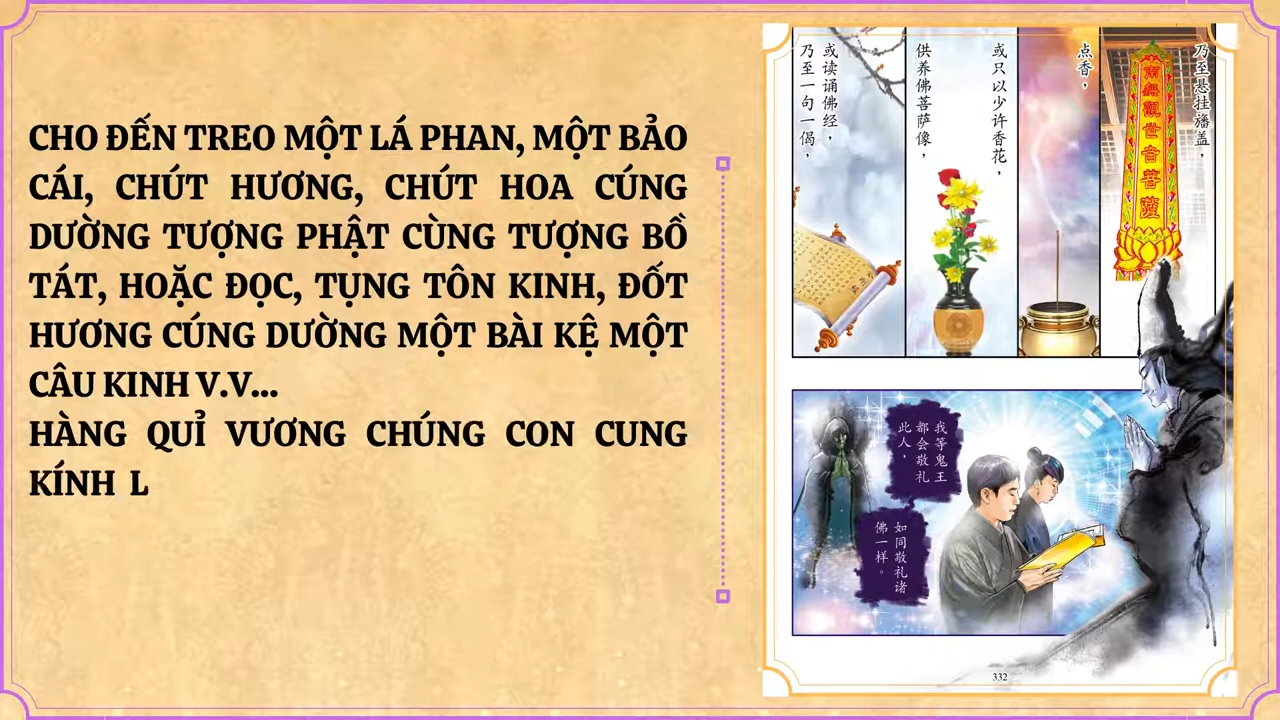 CHO ĐẾN TREO MỘT LÁ PHAN, MỘT BẢO
CÁI, CHÚT HƯƠNG, CHÚT HOA CÚNG
DƯỜNG TƯỢNG PHẬT CÙNG TƯỢNG BỒ
TÁT, HOẶC ĐỌC, TỤNG TÔN KINH, ĐỐT
HƯƠNG CÚNG DƯỜNG MỘT BÀI KỆ MỘT
CÂU KINH V.V...
HÀNG QUỈ VƯƠNG CHÚNG CON CUNG
KÍNH L
乃至悬挂旛盖，
南無觀世音菩薩
点香，
或只以少许香花，
供养佛菩萨像，
或读诵佛经，
乃至一句一偈，
我等鬼王
都会敬礼
此人，
如同敬礼诸
佛一样。
332